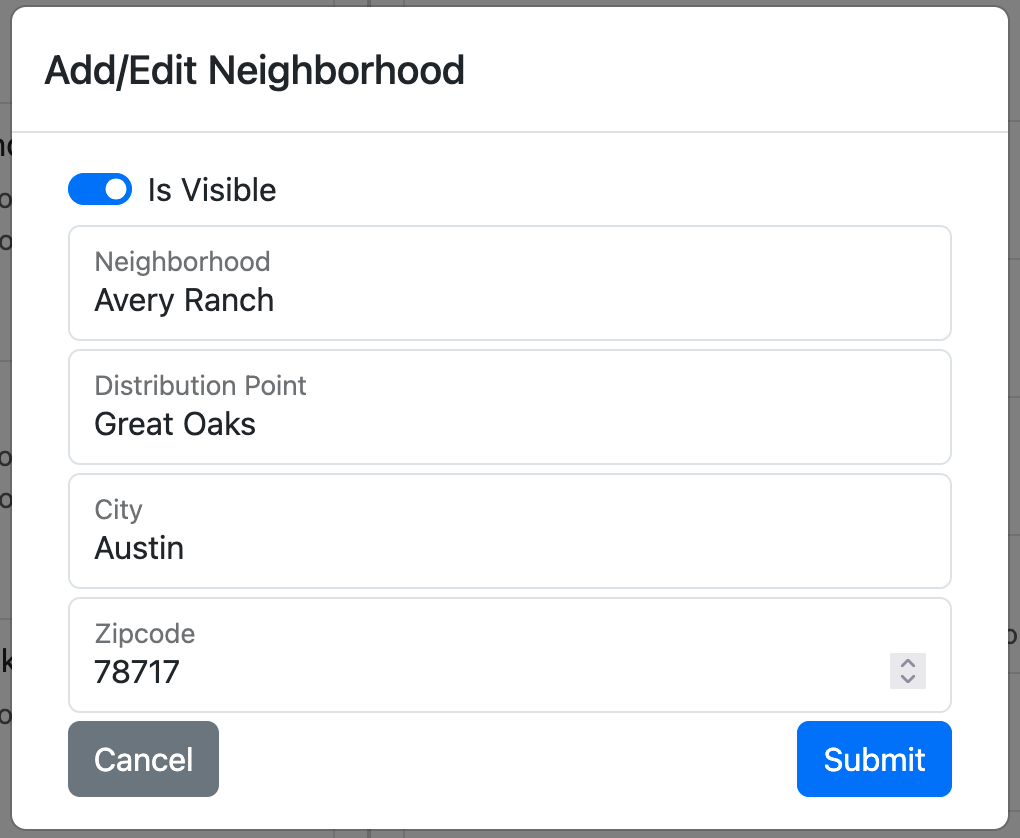 Add/Edit Neighborhood
Is Visible
Neighborhood
Avery Ranch
Distribution Point
Great Oaks
City
Austin
Zipcode
78717
Cancel
Submit